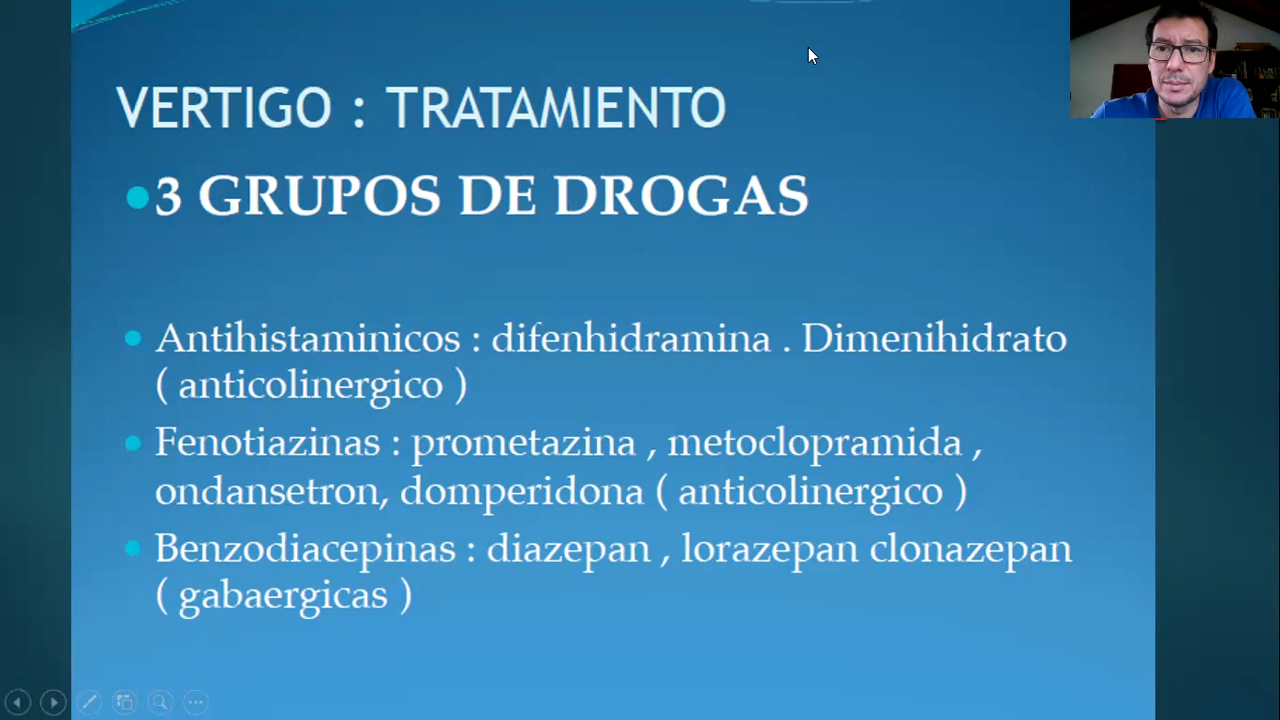 VERTIGO : TRATAMIENTO
3 GRUPOS DE DROGAS
Antihistaminicos : difenhidramina . Dimenihidrato
( anticolinergico )
Fenotiazinas : prometazina , metoclopramida ,
ondansetron, domperidona ( anticolinergico )
Benzodiacepinas : diazepan , lorazepan clonazepan
( gabaergicas )